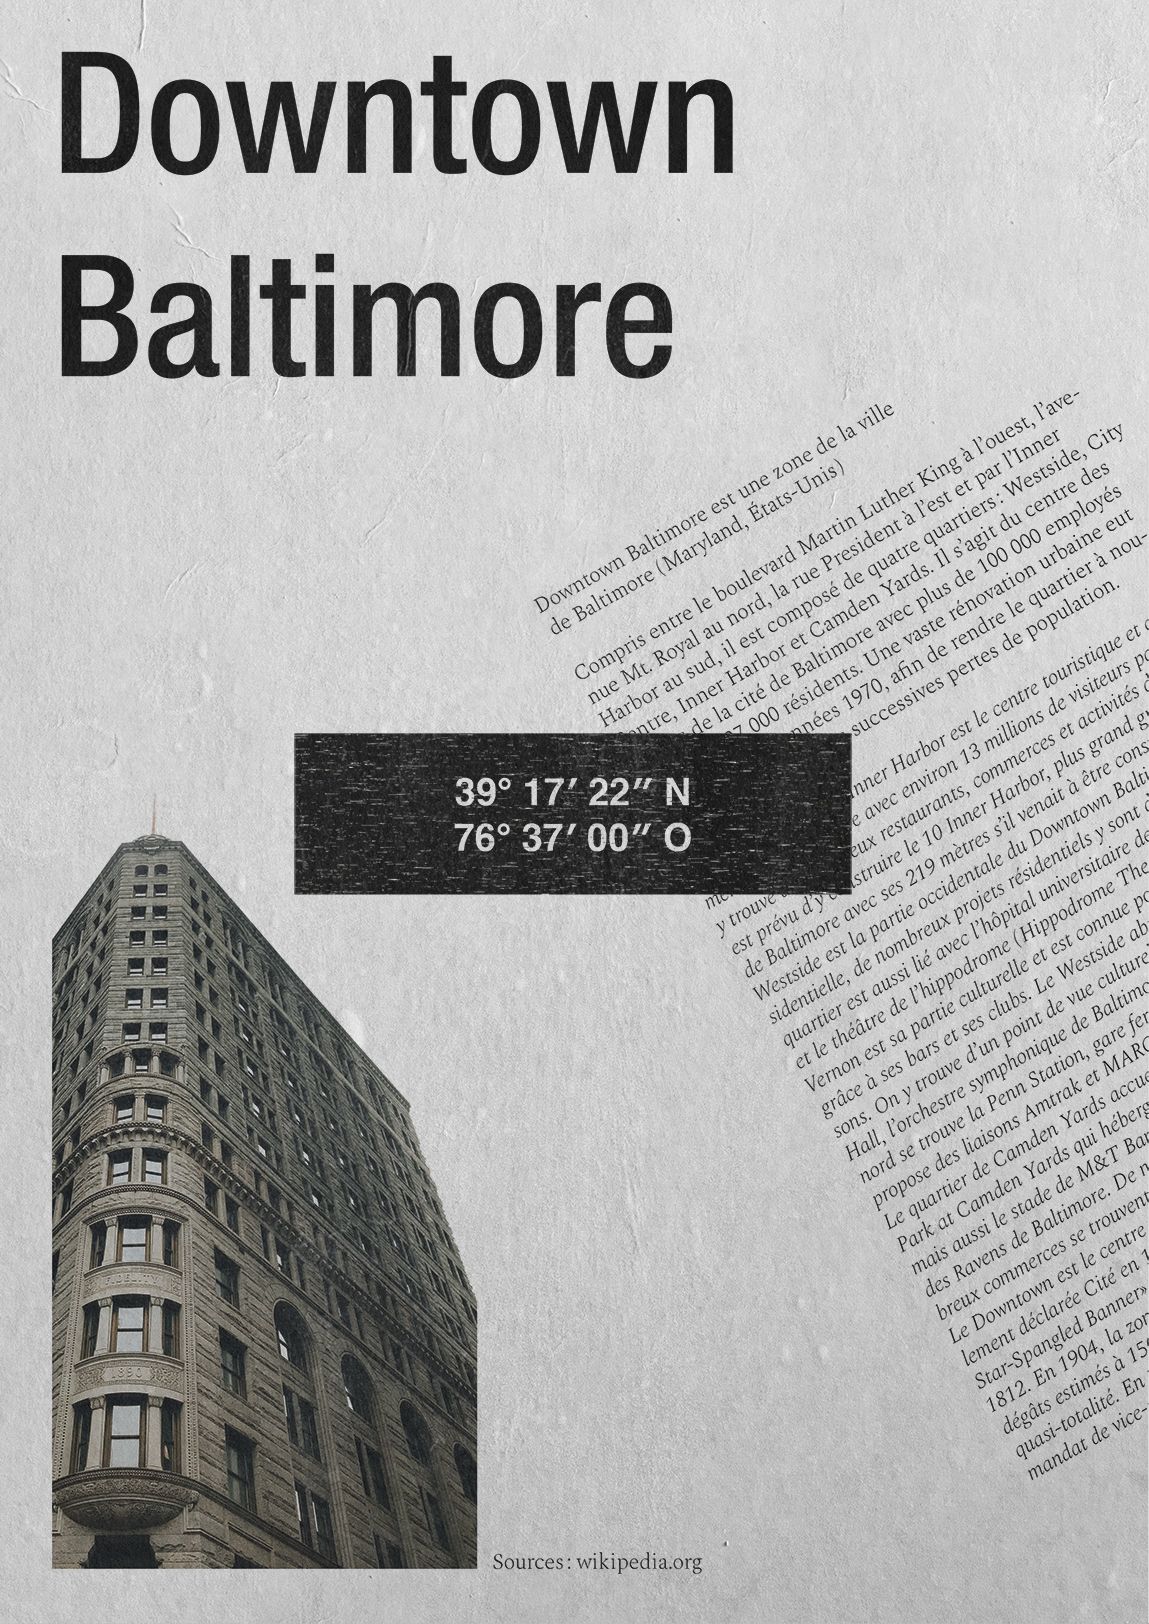 Downtown
Baltimore
Downtown Baltimore est une zone de la ville
de Baltimore (Maryland, États-Unis)
Compris entre le boulevard Martin Luther King à l’ouest, l’ave-
nue Mt. Royal au nord, la rue President à l’est et par l’Inner
Harbor au sud, il est composé de quatre quartiers : Westside, City
Inner Harbor et Camden Yards. Il s’agit du centre des
de la cité de Baltimore avec plus de 100 000 employés
000 résidents. Une vaste rénovation urbaine eut
1970, afin de rendre le quartier à nou-
successives pertes de population.
39° 17′ 22″ N
76° 37′ 00″ O
Harbor est le centre touristique et
avec environ 13 millions de visiteurs
restaurants, commerces et activités
le 10 Inner Harbor, plus grand
y trouve
est prévu d’y
de Baltimore avec ses 219 mètres s’il venait à être
Westside est la partie occidentale du Downtown
sidentielle, de nombreux projets résidentiels y sont
quartier est aussi lié avec l’hôpital universitaire
et le théâtre de l’hippodrome (Hippodrome
Vernon est sa partie culturelle et est connue
grâce à ses bars et ses clubs. Le Westside
sons. On y trouve d’un point de vue
Hall, l’orchestre symphonique de
nord se trouve la Penn Station, gare
propose des liaisons Amtrak et
Le quartier de Camden Yards
Park at Camden Yards qui
mais aussi le stade de M&T
des Ravens de Baltimore. De
breux commerces se
Le Downtown est le centre
lement déclarée Cité en
Star-Spangled Banner»
1812. En 1904, la
dégâts estimés à
quasi-totalité. En
mandat de vice-
FIDELITY
1890
Sources : wikipedia.org